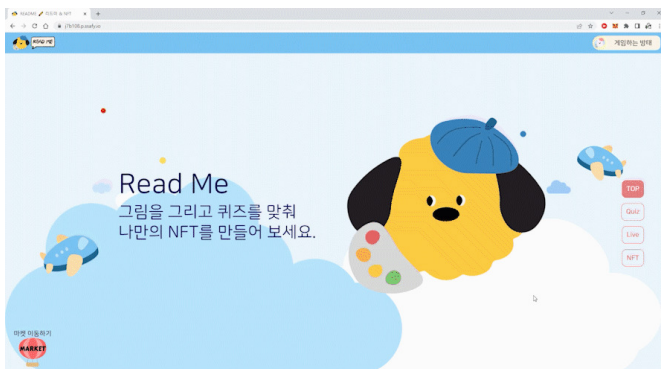 README
READ ME
게임하는 방태
Read Me
그림을 그리고 퀴즈를 맞춰
나만의 NFT를 만들어 보세요.
TOP
Quiz
Live
NFT
마켓 이동하기
MARKET